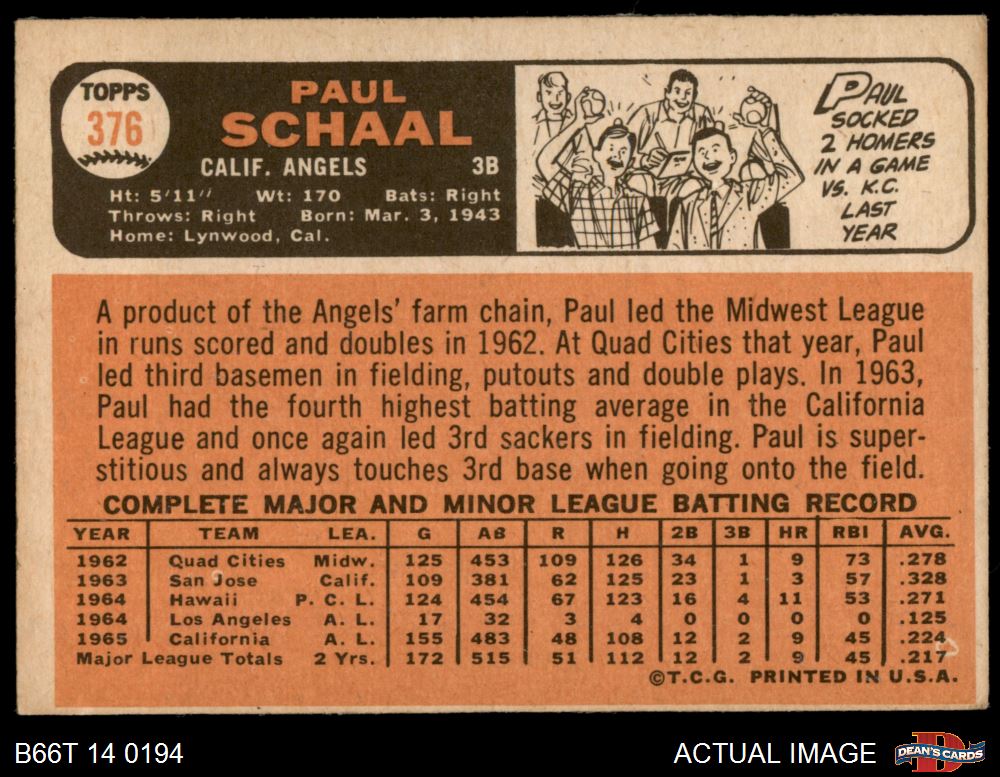 TOPPS
376
PAUL
SCHAAL
CALIF. ANGELS 3B
Ht: 5'11" Wt: 170 Bats: Right
Throws: Right Born: Mar. 3, 1943
Home: Lynwood, Cal.
PAUL
SOCKED
2 HOMERS
IN A GAME
VS. K.C.
LAST
YEAR
A product of the Angels' farm chain, Paul led the Midwest League
in runs scored and doubles in 1962. At Quad Cities that year, Paul
led third basemen in fielding, putouts and double plays. In 1963,
Paul had the fourth highest batting average in the California
League and once again led 3rd sackers in fielding. Paul is super-
stitious and always touches 3rd base when going onto the field.
COMPLETE MAJOR AND MINOR LEAGUE BATTING RECORD
YEAR TEAM LEA. G AB R H 2B 3B HR RBI AVG.
1962 Quad Cities Midw. 125 453 109 126 34 1 9 73 .278
1963 San Jose Calif. 109 381 62 125 23 1 3 57 .328
1964 Hawaii P. C. L. 124 454 67 123 16 4 11 53 .271
1964 Los Angeles A. L. 17 32 3 4 0 0 0 0 .125
1965 California A. L. 155 483 48 108 12 2 9 45 .224
Major League Totals 2 Yrs. 172 515 51 112 12 2 9 45 .217
©T.C.G. PRINTED IN U.S.A.
B66T 14 0194 ACTUAL IMAGE
D
DEAN'S CARDS